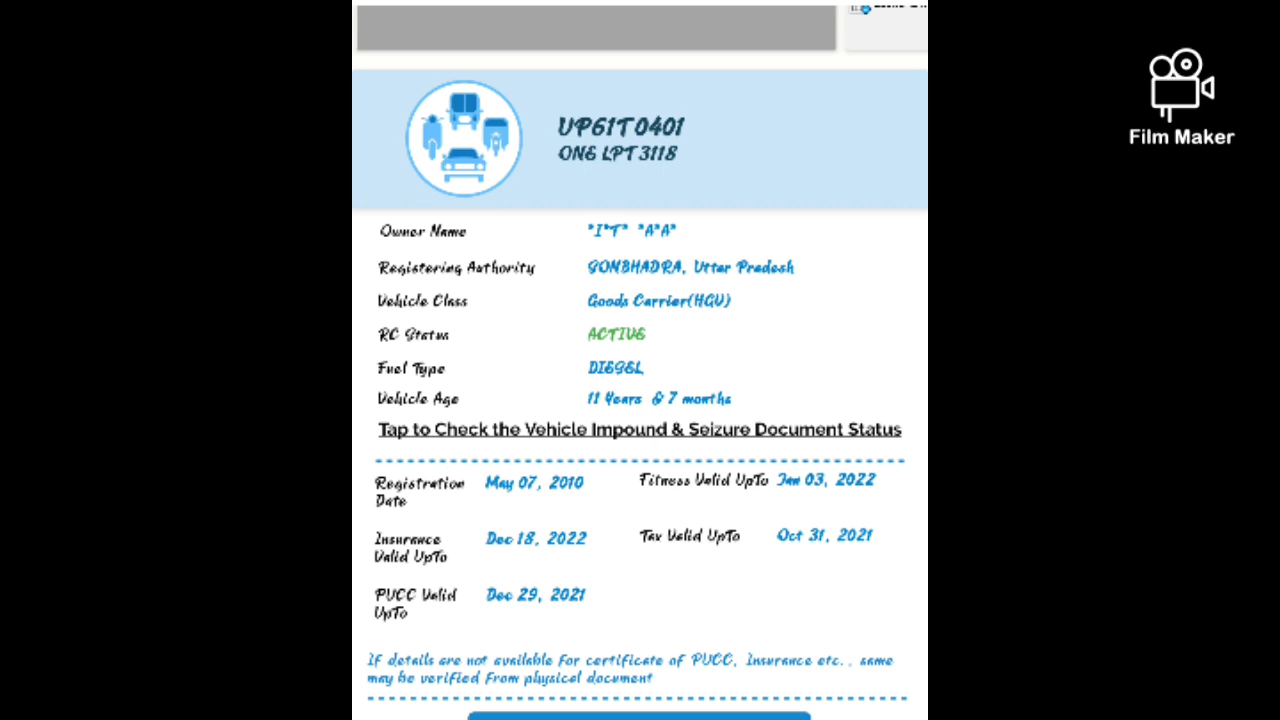 Film Maker
UP61T0401
ONE LPT 3118
Owner Name *I*T* *A*A*
Registering Authority SONBHADRA, Uttar Pradesh
Vehicle Class Goods Carrier(HGV)
RC Status ACTIVE
Fuel Type DIESEL
Vehicle Age 11 Years & 7 months
Tap to Check the Vehicle Impound & Seizure Document Status
Registration Date May 07, 2010
Fitness Valid UpTo Jan 03, 2022
Insurance Valid UpTo Dec 18, 2022
Tax Valid UpTo Oct 31, 2021
PUCC Valid UpTo Dec 29, 2021
If details are not available for certificate of PUCC, Insurance etc. , same
may be verified from physical document